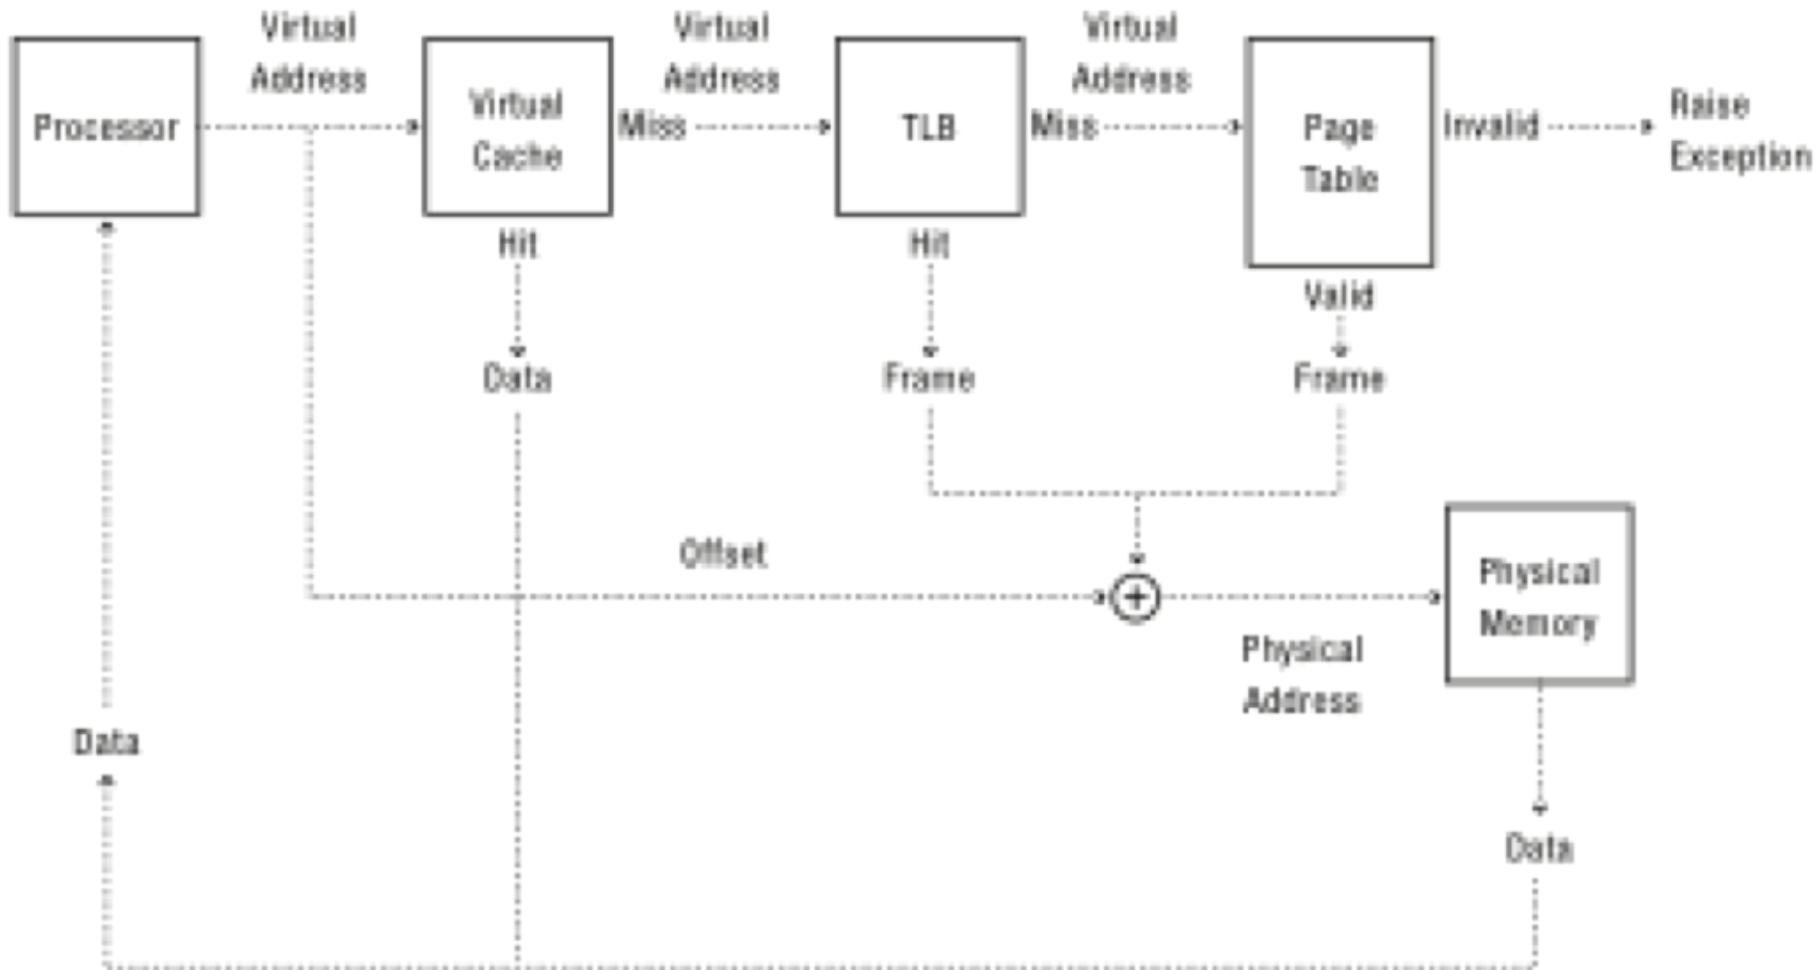 Virtual
Address
Virtual
Address
Virtual
Address
Processor
Virtual
Cache
Miss
TLB
Miss
Page
Table
Invalid
Raise
Exception
Hit
Hit
Valid
Data
Frame
Frame
Offset
+
Physical
Memory
Physical
Address
Data
Data